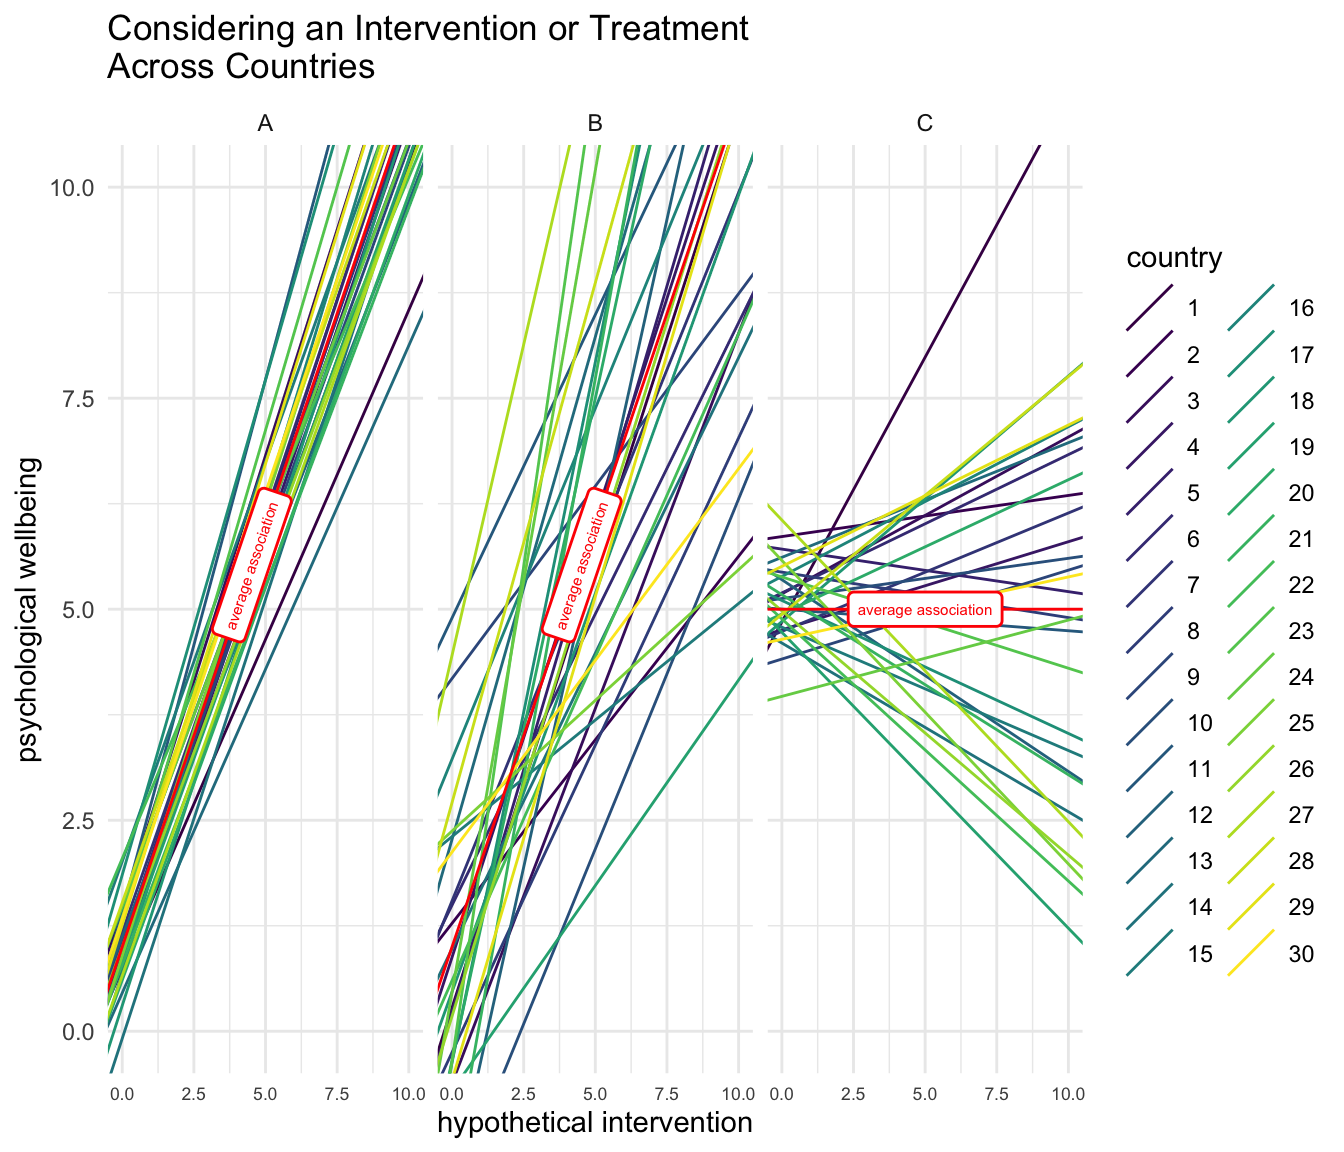 Considering an Intervention or Treatment
Across Countries
A
B
C
psychological wellbeing
10.0
7.5
5.0
2.5
0.0
average association
average association
average association
0.0 2.5 5.0 7.5 10.0
0.0 2.5 5.0 7.5 10.0
0.0 2.5 5.0 7.5 10.0
hypothetical intervention
country
1
2
3
4
5
6
7
8
9
10
11
12
13
14
15
16
17
18
19
20
21
22
23
24
25
26
27
28
29
30